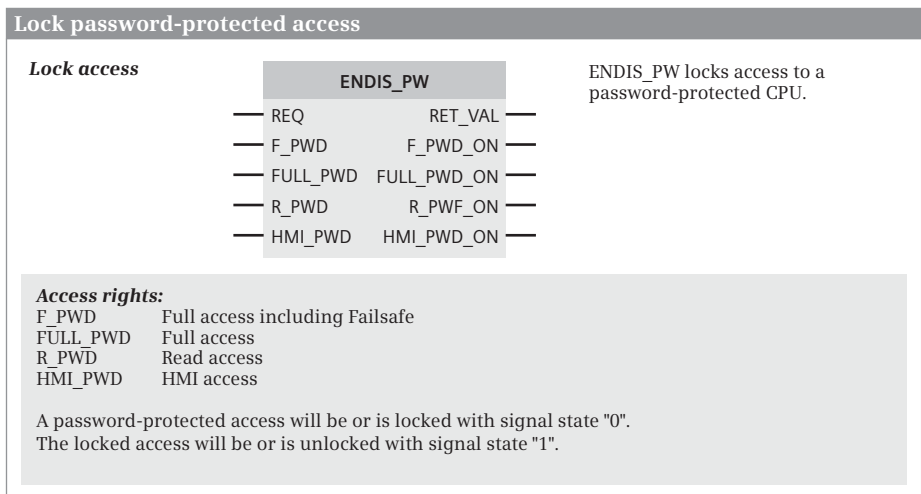 Lock password-protected access
Lock access
ENDIS_PW
REQ RET_VAL
F_PWD F_PWD_ON
FULL_PWD FULL_PWD_ON
R_PWD R_PWF_ON
HMI_PWD HMI_PWD_ON
ENDIS_PW locks access to a
password-protected CPU.
Access rights:
F_PWD Full access including Failsafe
FULL_PWD Full access
R_PWD Read access
HMI_PWD HMI access
A password-protected access will be or is locked with signal state "0".
The locked access will be or is unlocked with signal state "1".